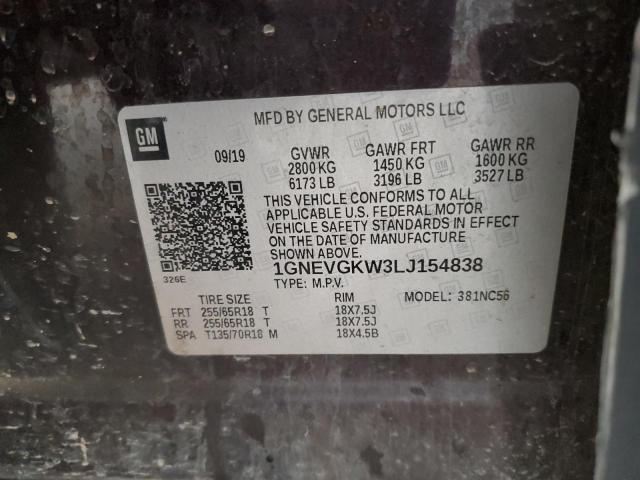 MFD BY GENERAL MOTORS LLC
GM
09/19 GVWR GAWR FRT GAWR RR
2800 KG 1450 KG 1600 KG
6173 LB 3196 LB 3527 LB
THIS VEHICLE CONFORMS TO ALL
APPLICABLE U.S. FEDERAL MOTOR
VEHICLE SAFETY STANDARDS IN EFFECT
ON THE DATE OF MANUFACTURE
SHOWN ABOVE.
326E
1GNEVGKW3LJ154838
TYPE: M.P.V. MODEL: 381NC56
TIRE SIZE RIM
FRT 255/65R18 T 18X7.5J
RR 255/65R18 T 18X7.5J
SPA T135/70R18 M 18X4.5B